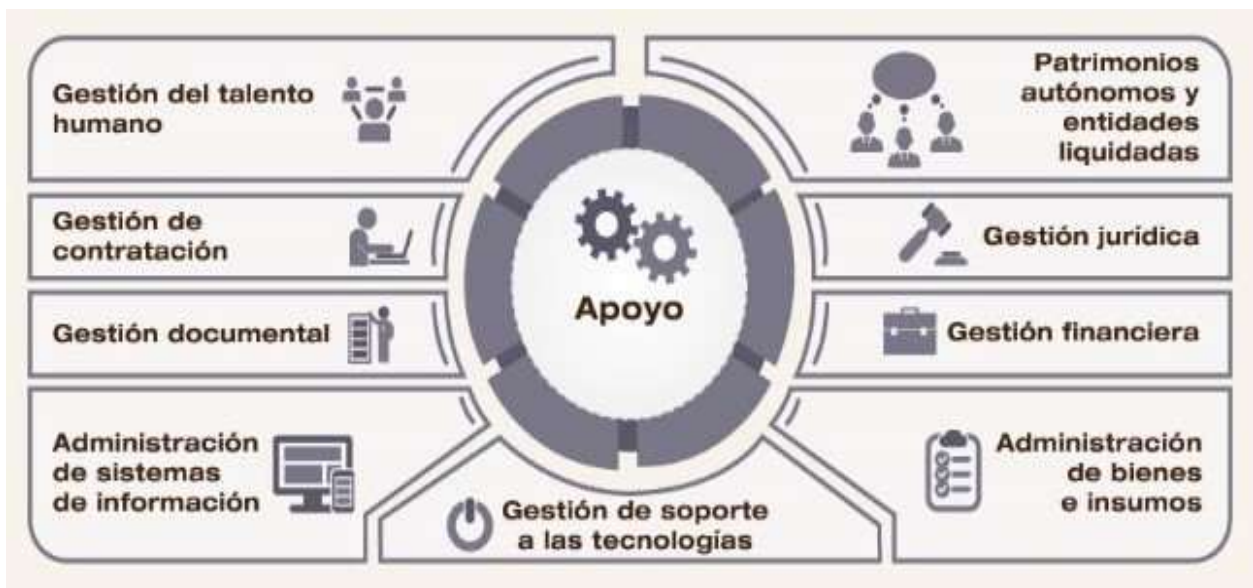 Gestión del talento
humano
Gestión de
contratación
Gestión documental
Administración
de sistemas
de información
Apoyo
Gestión de soporte
a las tecnologías
Patrimonios
autónomos y
entidades
liquidadas
Gestión jurídica
Gestión financiera
Administración
de bienes
e insumos